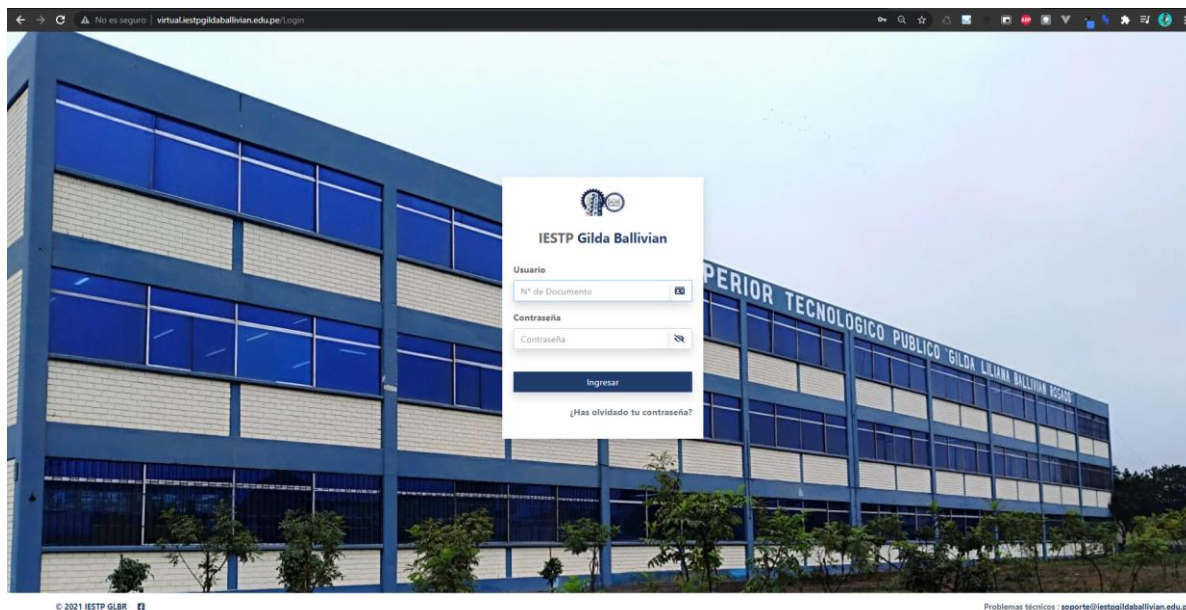 No es seguro | virtual.iestpgildaballivian.edu.pe/Login
ABP
PERIOR TECNOLOGICO PUBLICO "GILDA LILIANA BALLIVIAN ROSADO"
IESTP Gilda Ballivian
Usuario
N° de Documento
Contraseña
Contraseña
Ingresar
¿Has olvidado tu contraseña?
© 2021 IESTP GLBR
Problemas técnicos : soporte@iestpgildaballivian.edu.p